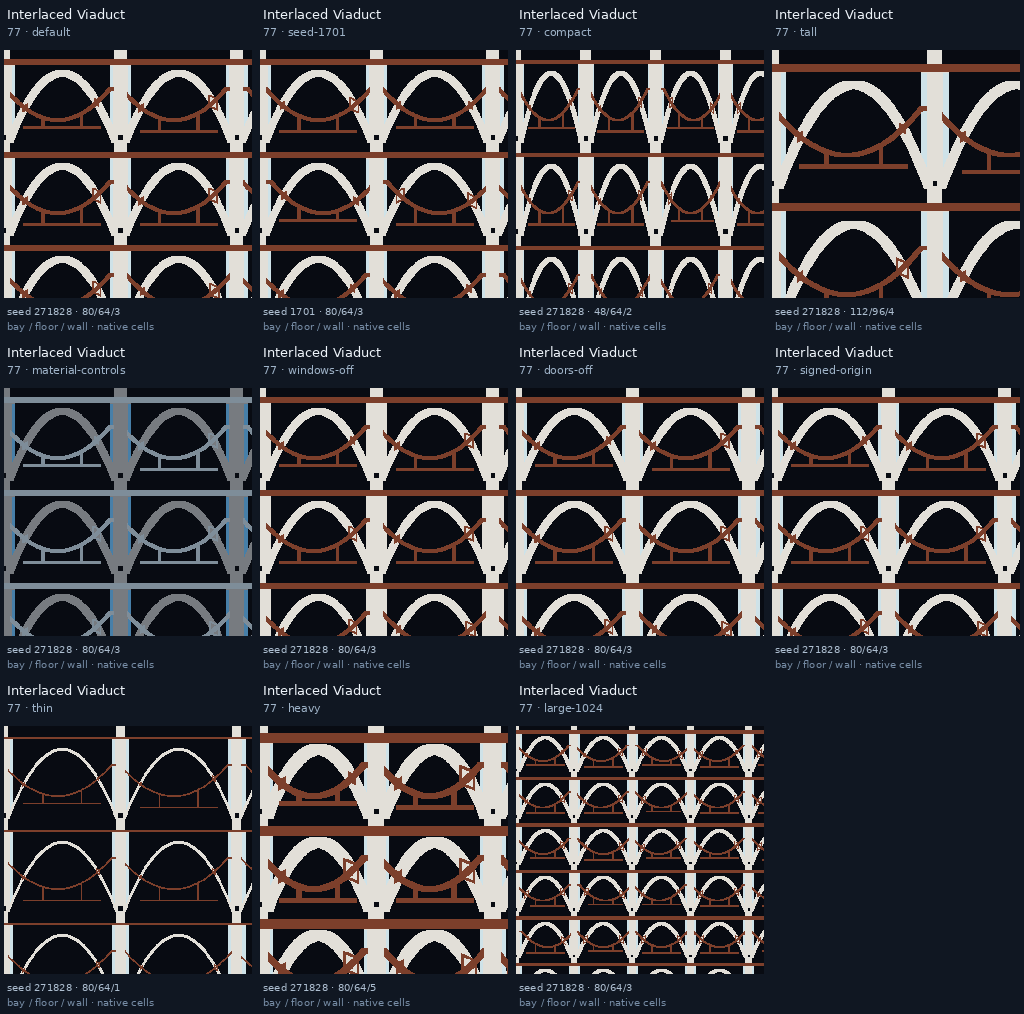 Interlaced Viaduct
77 · default
seed 271828 · 80/64/3
bay / floor / wall · native cells
Interlaced Viaduct
77 · seed-1701
seed 1701 · 80/64/3
bay / floor / wall · native cells
Interlaced Viaduct
77 · compact
seed 271828 · 48/64/2
bay / floor / wall · native cells
Interlaced Viaduct
77 · tall
seed 271828 · 112/96/4
bay / floor / wall · native cells
Interlaced Viaduct
77 · material-controls
seed 271828 · 80/64/3
bay / floor / wall · native cells
Interlaced Viaduct
77 · windows-off
seed 271828 · 80/64/3
bay / floor / wall · native cells
Interlaced Viaduct
77 · doors-off
seed 271828 · 80/64/3
bay / floor / wall · native cells
Interlaced Viaduct
77 · signed-origin
seed 271828 · 80/64/3
bay / floor / wall · native cells
Interlaced Viaduct
77 · thin
seed 271828 · 80/64/1
bay / floor / wall · native cells
Interlaced Viaduct
77 · heavy
seed 271828 · 80/64/5
bay / floor / wall · native cells
Interlaced Viaduct
77 · large-1024
seed 271828 · 80/64/3
bay / floor / wall · native cells